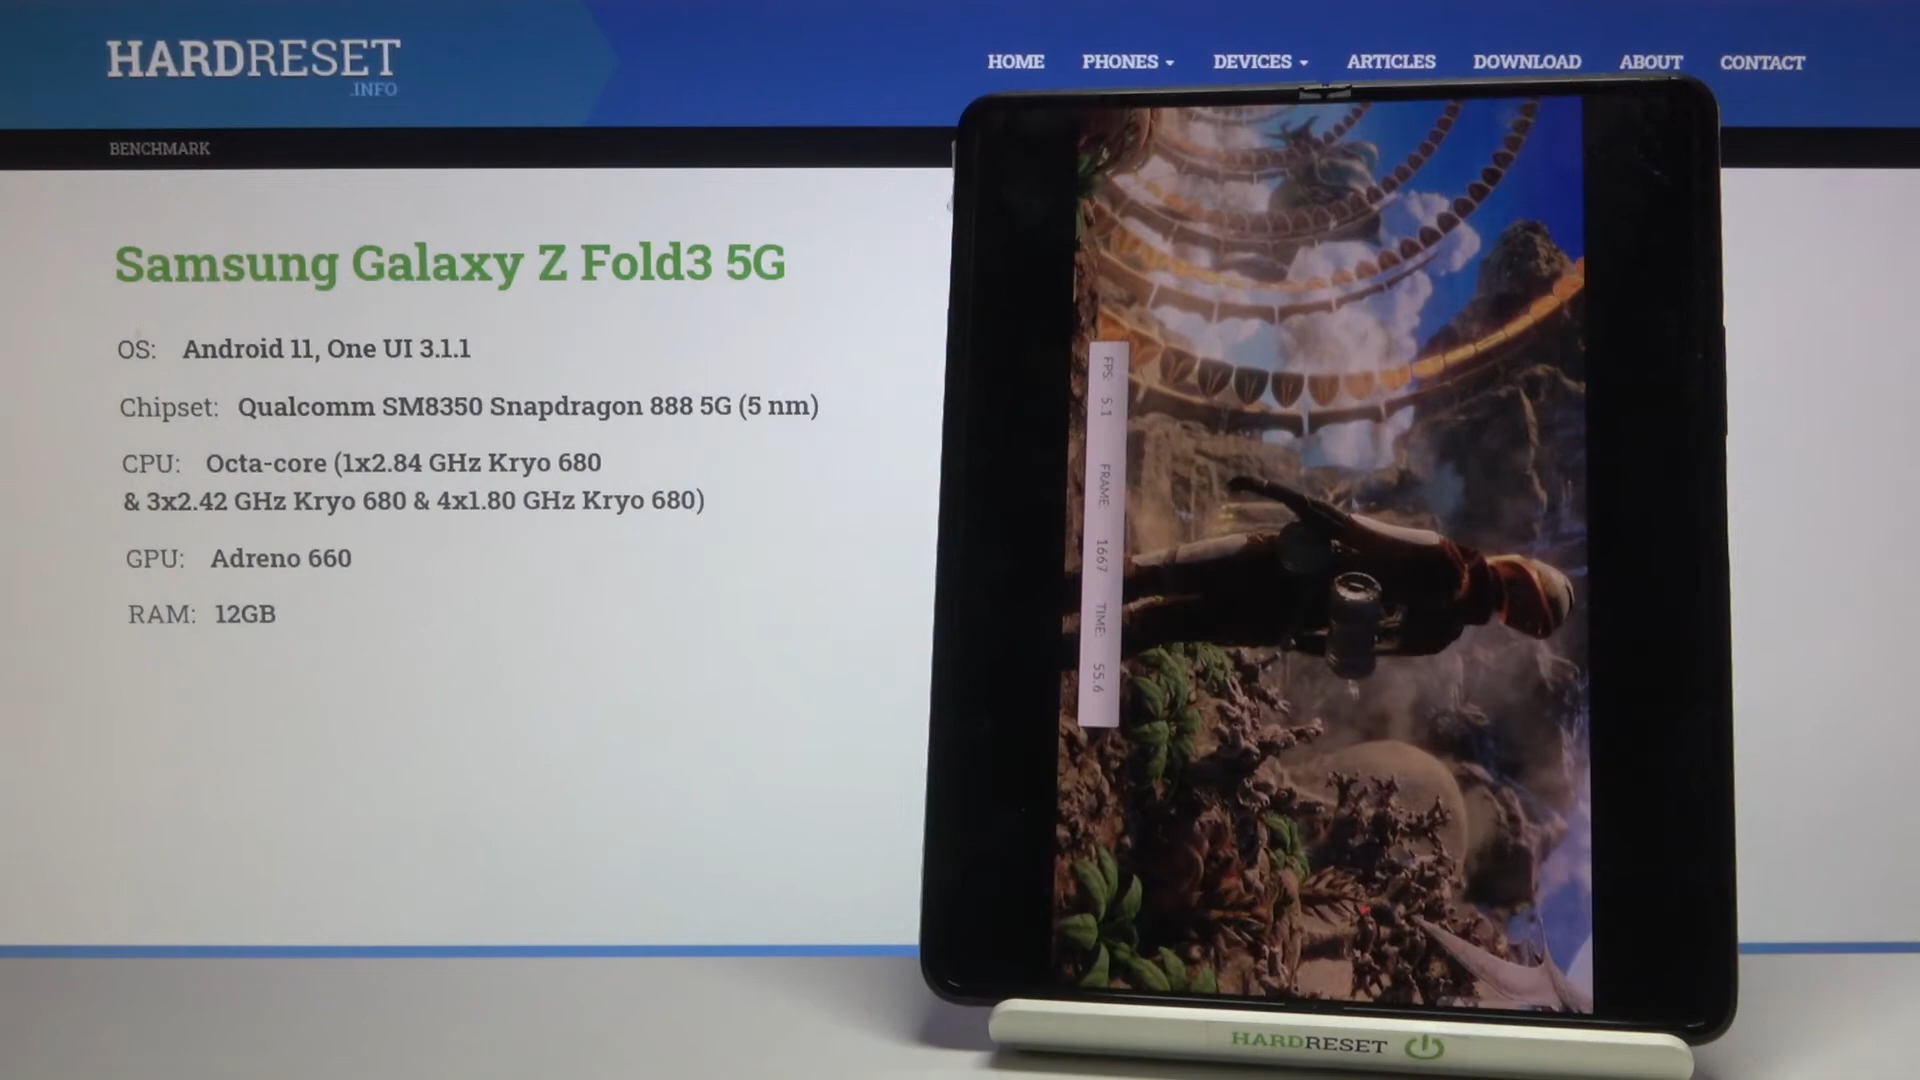 HARDRESET
.INFO
HOME PHONES DEVICES ARTICLES DOWNLOAD ABOUT CONTACT
BENCHMARK
Samsung Galaxy Z Fold3 5G
OS: Android 11, One UI 3.1.1
Chipset: Qualcomm SM8350 Snapdragon 888 5G (5 nm)
CPU: Octa-core (1x2.84 GHz Kryo 680
& 3x2.42 GHz Kryo 680 & 4x1.80 GHz Kryo 680)
GPU: Adreno 660
RAM: 12GB
FPS: 5.1 FRAME: 1667 TIME: 55.6
HARDRESET